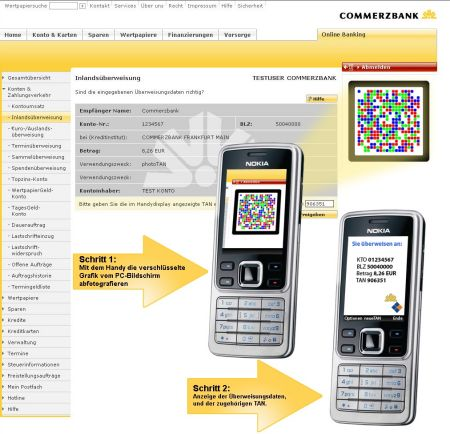 Wertpapiersuche
Kontakt Services Über uns Recht Impressum Hilfe Sicherheit
COMMERZBANK
Home Konto & Karten Sparen Wertpapiere Finanzierungen Vorsorge Online Banking
Abmelden
Gesamtübersicht
Konten & Zahlungsverkehr
- Kontoumsatz
- Inlandsüberweisung
- Kuro-/Auslands-
überweisung
- Terminüberweisung
- Sammelüberweisung
- Spendenüberweisung
- Topzins-Konto
- WertpapierGeld-
Konto
- TagesGeld-
Konto
- Dauerauftrag
- Lastschrifteinzug
- Lastschrift-
widerspruch
- Offene Aufträge
- Auftragshistorie
- Termingeldliste
Wertpapiere
Sparen
Kredite
Kreditkarten
Verwaltung
Termine
Steuerinformationen
Freistellungsaufträge
Mein Postfach
Hotline
Hilfe
Inlandsüberweisung TESTUSER COMMERZBANK
Sind die eingegebenen Überweisungsdaten richtig?
Hilfe
Empfänger Name: Commerzbank
Konto-Nr.: 1234567 BLZ: 50040000
bei (Kreditinstitut): COMMERZBANK FRANKFURT MAIN
Betrag: 8,26 EUR
Verwendungszweck: photoTAN
Verwendungszweck:
Kontoinhaber: TEST KONTO
Bitte geben Sie die im Handydisplay angezeigte TAN 906351
NOKIA
Abmelden
Schritt 1:
Mit dem Handy die verschlüsselte
Grafik vom PC-Bildschirm
abfotografieren
NOKIA
Sie überweisen an:
KTO 01234567
BLZ 50040000
Betrag 8,26 EUR
TAN 906351
Optionen neueTAN Ende
Schritt 2:
Anzeige der Überweisungsdaten,
und der zugehörigen TAN.